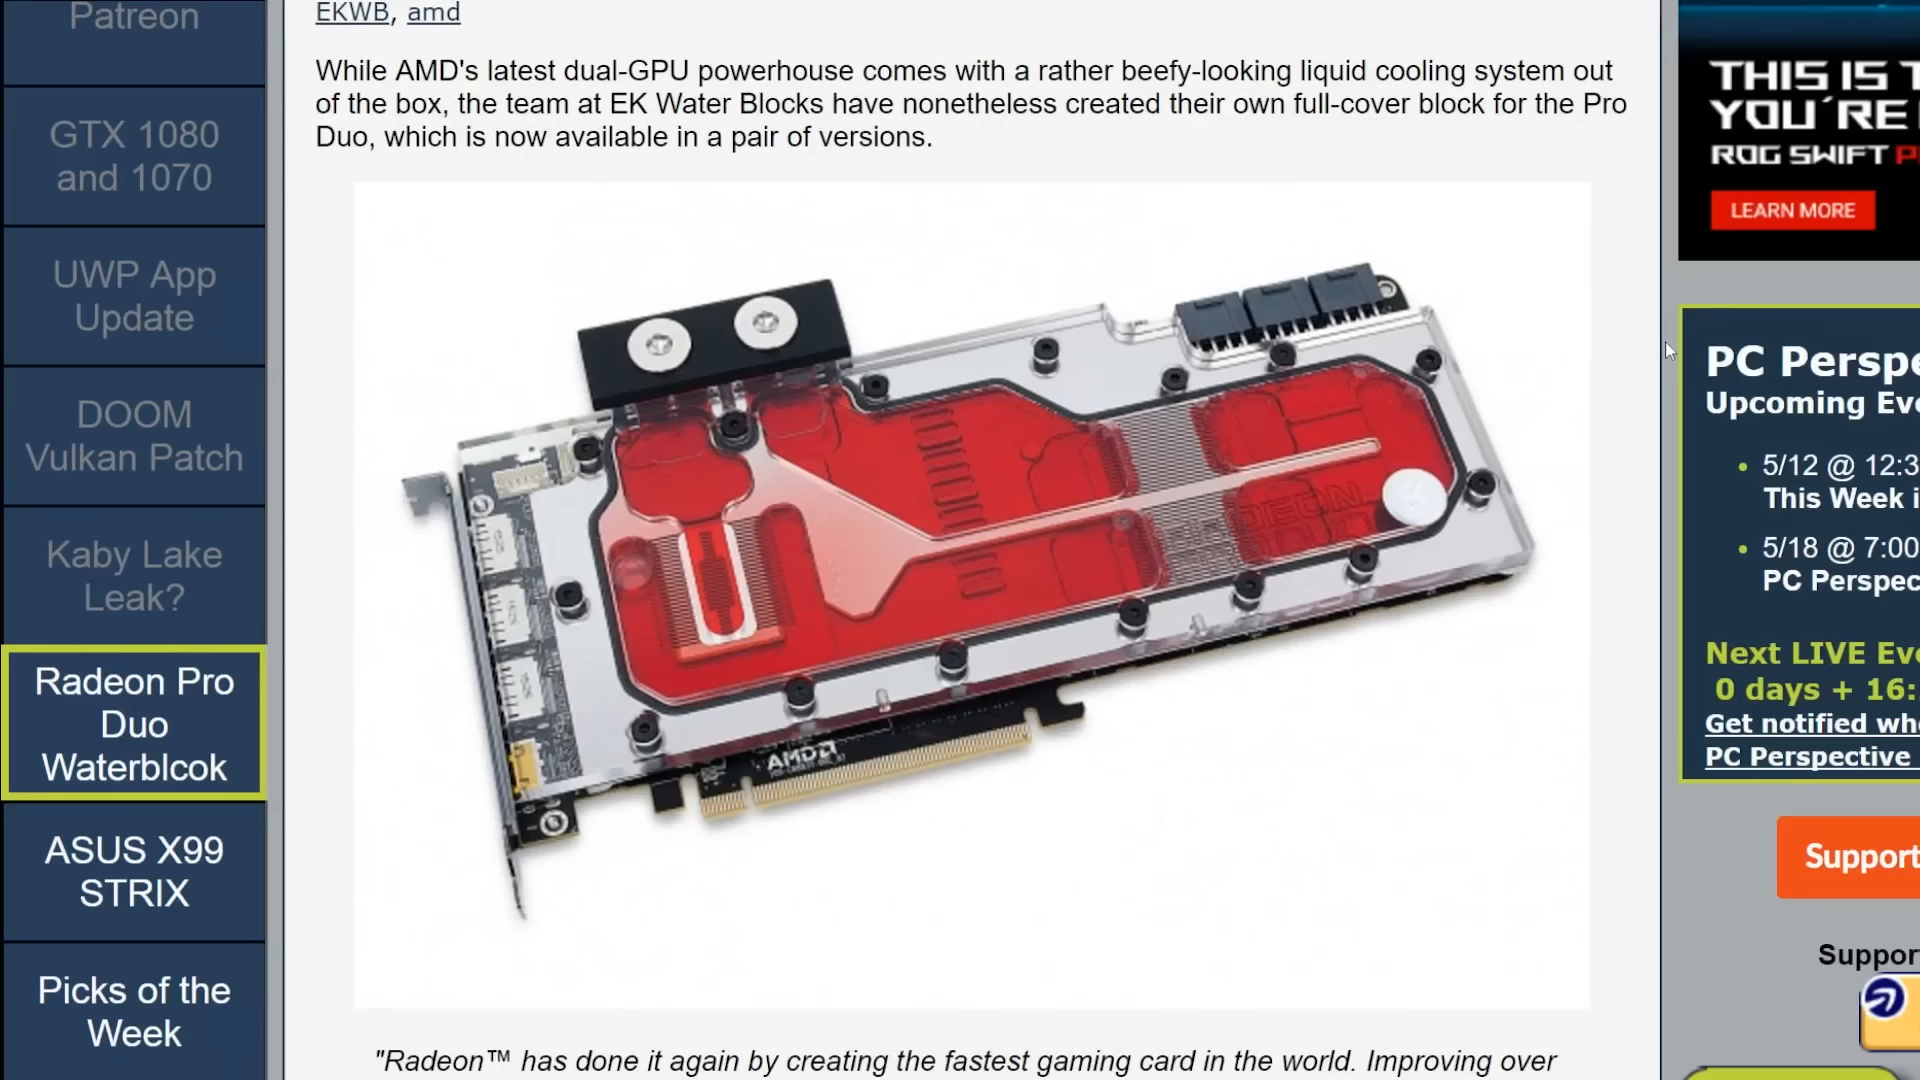 Patreon
GTX 1080
and 1070
UWP App
Update
DOOM
Vulkan Patch
Kaby Lake
Leak?
Radeon Pro
Duo
Waterblcok
ASUS X99
STRIX
Picks of the
Week
EKWB, amd
While AMD's latest dual-GPU powerhouse comes with a rather beefy-looking liquid cooling system out
of the box, the team at EK Water Blocks have nonetheless created their own full-cover block for the Pro
Duo, which is now available in a pair of versions.
AMD
"Radeon™ has done it again by creating the fastest gaming card in the world. Improving over
THIS IS
YOU'RE
ROG SWIFT
LEARN MORE
PC Perspe
Upcoming Eve
5/12 @ 12:3
This Week i
5/18 @ 7:00
PC Perspec
Next LIVE Eve
0 days + 16:
Get notified whe
PC Perspective
Support
Support